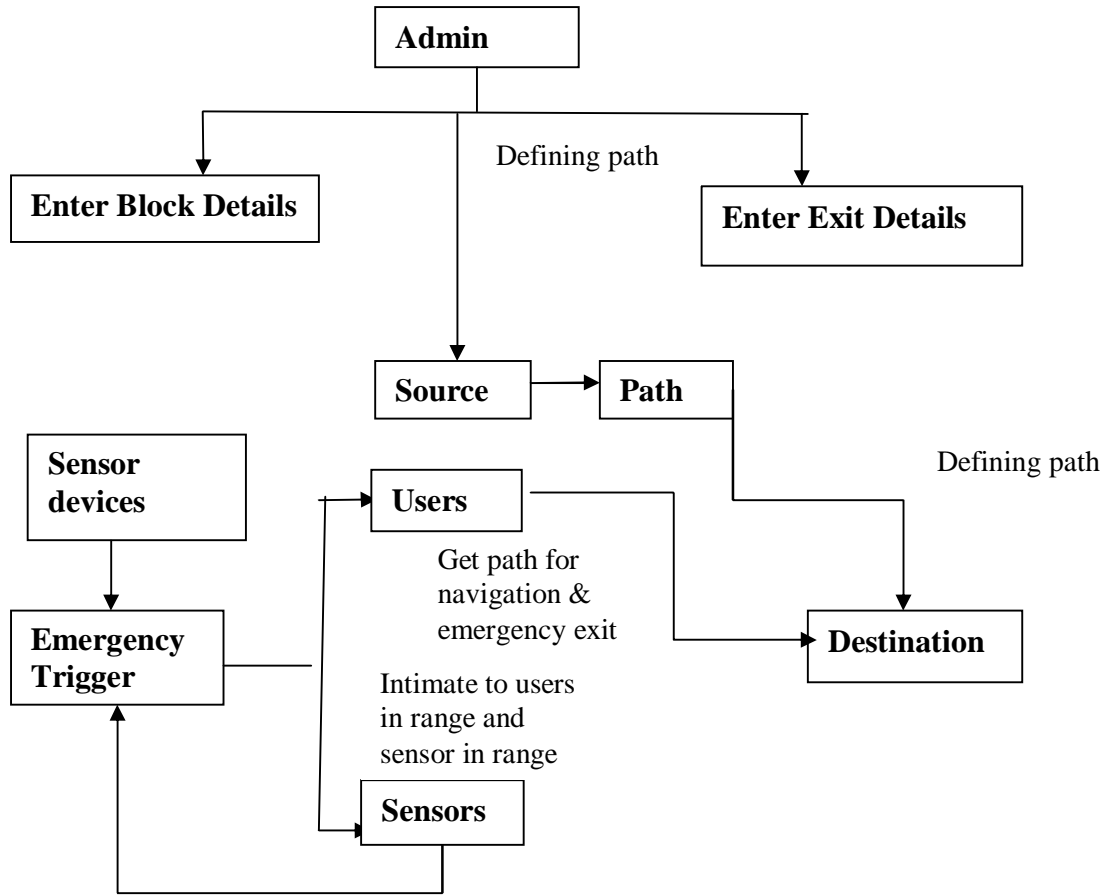 Admin
Defining path
Enter Block Details
Enter Exit Details
Source
Path
Sensor
devices
Defining path
Users
Get path for
navigation &
emergency exit
Emergency
Trigger
Destination
Intimate to users
in range and
sensor in range
Sensors